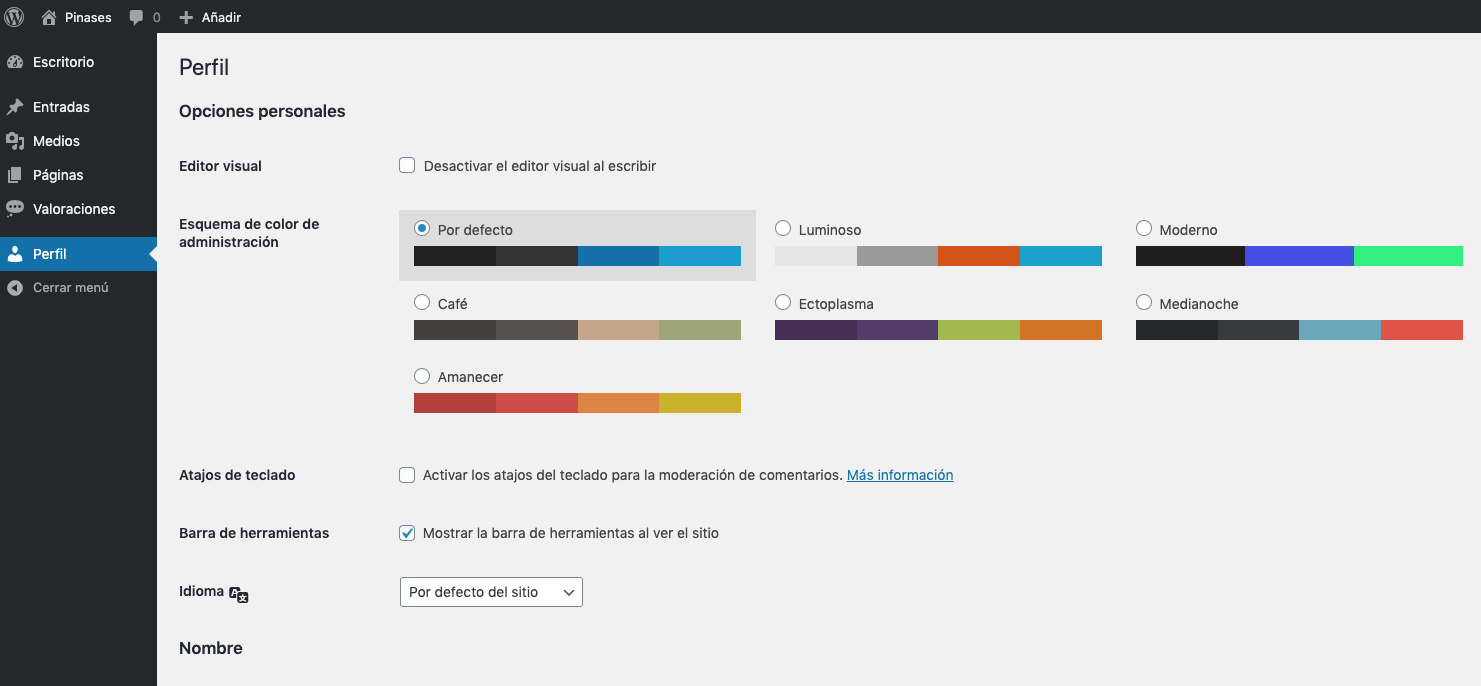 Pinases 0 Añadir
Escritorio
Entradas
Medios
Páginas
Valoraciones
Perfil
Cerrar menú
Perfil
Opciones personales
Editor visual
Desactivar el editor visual al escribir
Esquema de color de
administración
Por defecto
Luminoso
Moderno
Café
Ectoplasma
Medianoche
Amanecer
Atajos de teclado
Activar los atajos del teclado para la moderación de comentarios. Más información
Barra de herramientas
Mostrar la barra de herramientas al ver el sitio
Idioma
Por defecto del sitio
Nombre